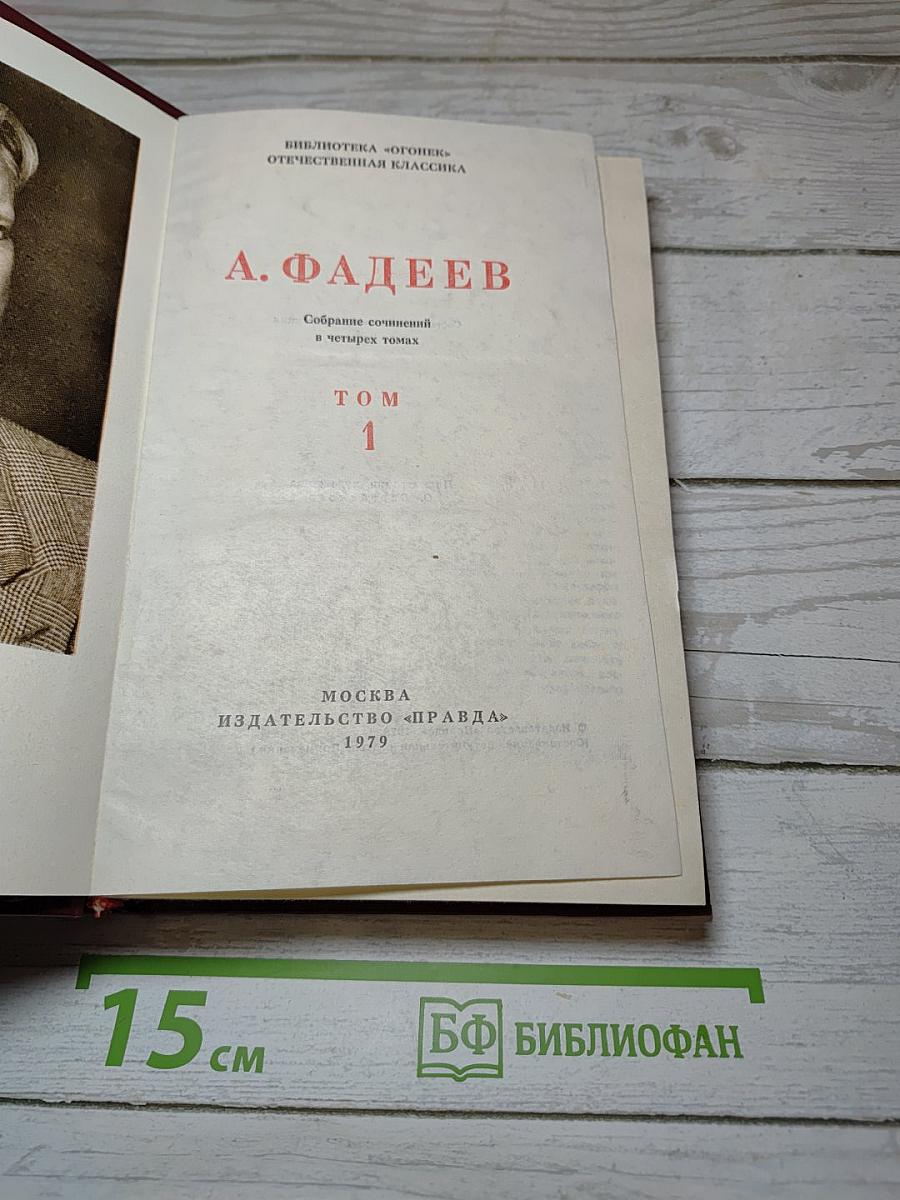 БИБЛИОТЕКА «ОГОНЕК»
ОТЕЧЕСТВЕННАЯ КЛАССИКА
А. ФАДЕЕВ
Собрание сочинений
в четырех томах
ТОМ
1
МОСКВА
ИЗДАТЕЛЬСТВО «ПРАВДА»
1979
15 см
БФ БИБЛИОФАН